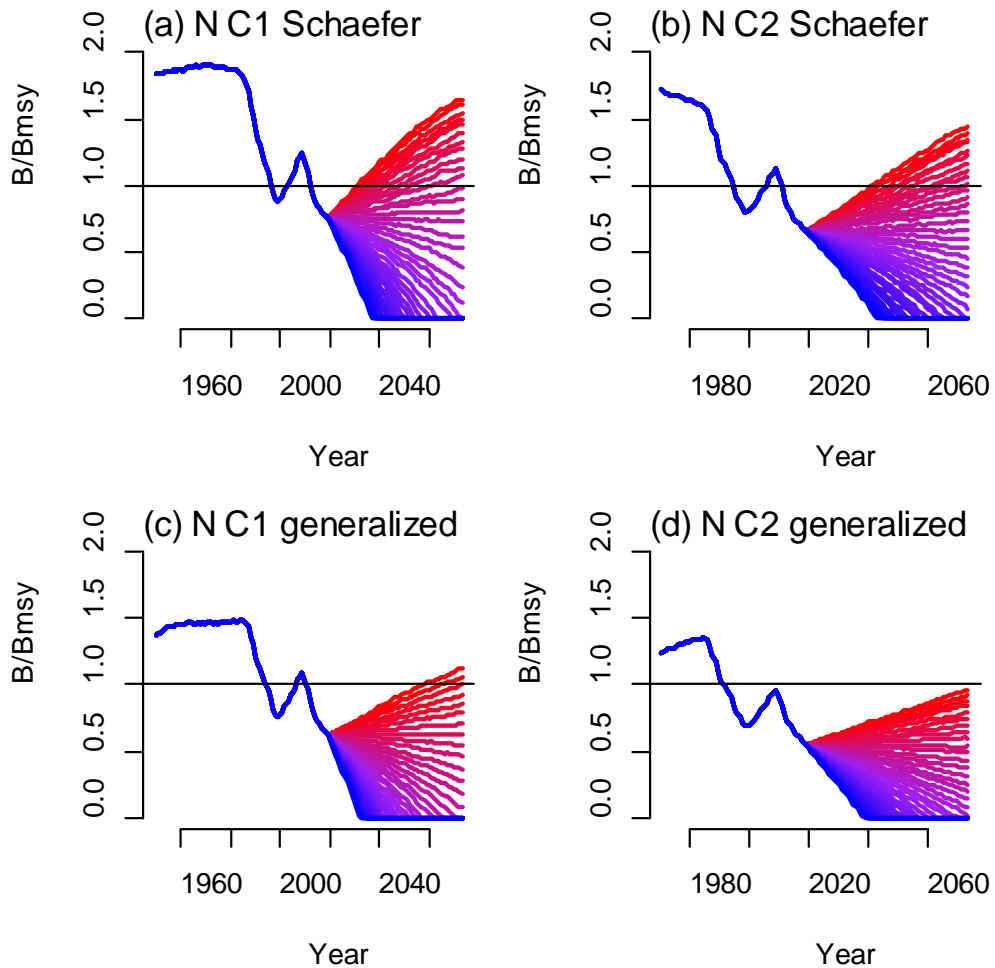 (a) N C1 Schaefer
B/Bmsy
0.0 0.5 1.0 1.5 2.0
1960 2000 2040
Year
(b) N C2 Schaefer
B/Bmsy
0.0 0.5 1.0 1.5 2.0
1980 2020 2060
Year
(c) N C1 generalized
B/Bmsy
0.0 0.5 1.0 1.5 2.0
1960 2000 2040
Year
(d) N C2 generalized
B/Bmsy
0.0 0.5 1.0 1.5 2.0
1980 2020 2060
Year